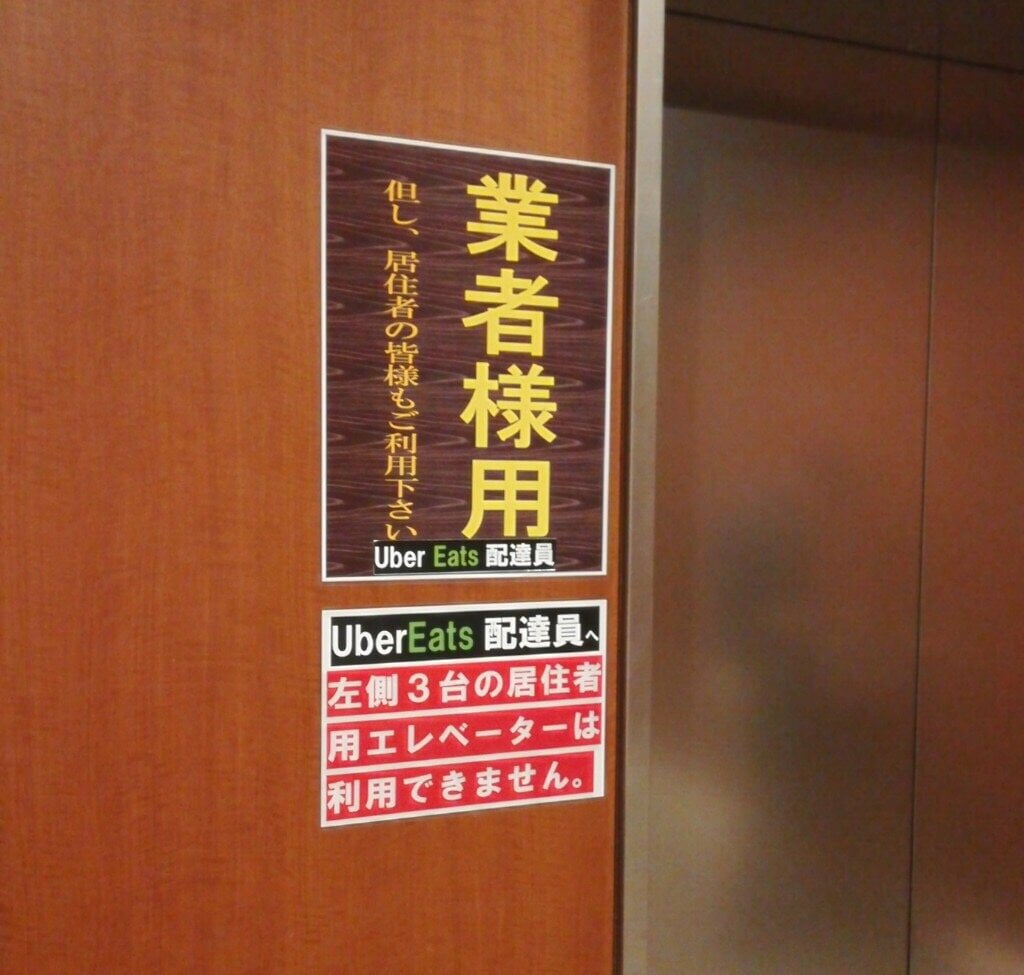 業者様用
但し、居住者の皆様もご利用下さい
Uber Eats 配達員
UberEats 配達員へ
左側3台の居住者
用エレベーターは
利用できません。